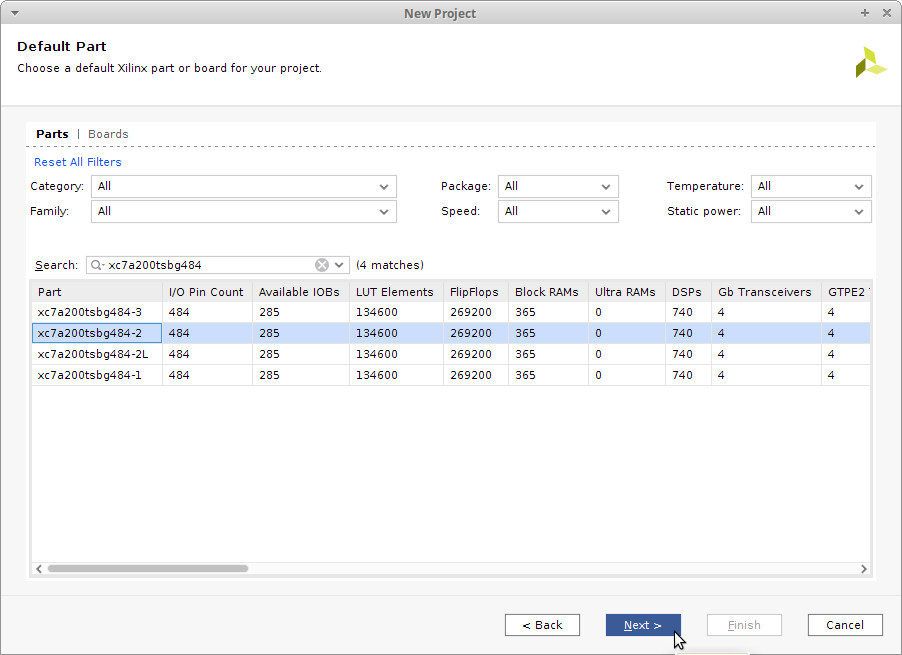 New Project
Default Part
Choose a default Xilinx part or board for your project.
Parts | Boards
Reset All Filters
Category: All Package: All Temperature: All
Family: All Speed: All Static power: All
Search: xc7a200tsbg484 (4 matches)
Part I/O Pin Count Available IOBs LUT Elements FlipFlops Block RAMs Ultra RAMs DSPs Gb Transceivers GTPE2
xc7a200tsbg484-3 484 285 134600 269200 365 0 740 4 4
xc7a200tsbg484-2 484 285 134600 269200 365 0 740 4 4
xc7a200tsbg484-2L 484 285 134600 269200 365 0 740 4 4
xc7a200tsbg484-1 484 285 134600 269200 365 0 740 4 4
< Back Next > Finish Cancel